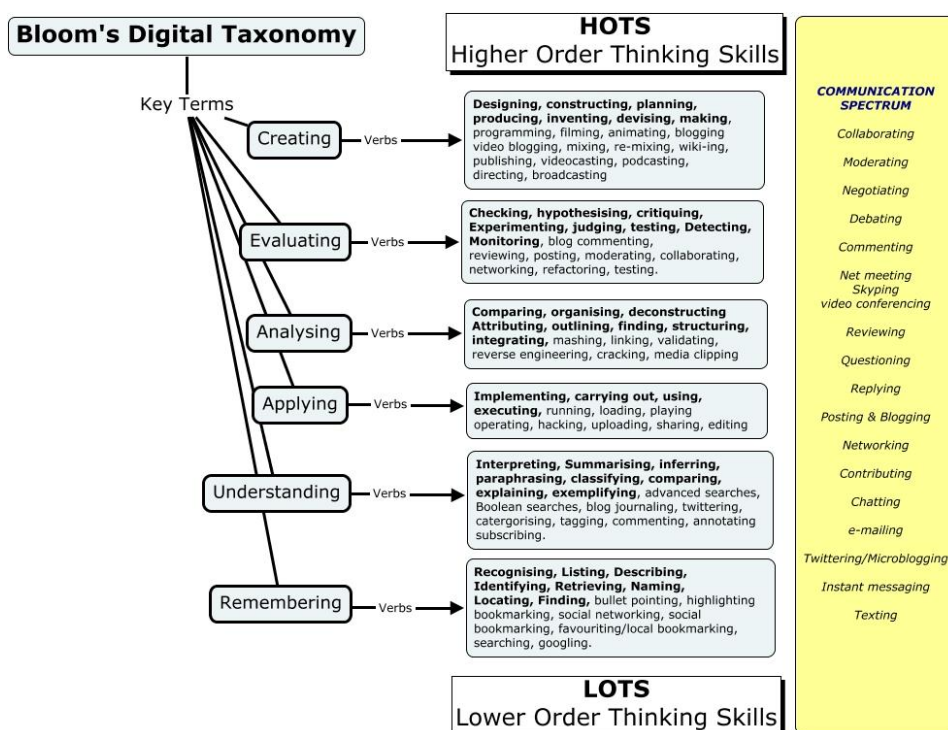 Bloom's Digital Taxonomy
Key Terms
HOTS
Higher Order Thinking Skills
Creating
Verbs
Designing, constructing, planning,
producing, inventing, devising, making,
programming, filming, animating, blogging
video blogging, mixing, re-mixing, wiki-ing,
publishing, videocasting, podcasting,
directing, broadcasting
Evaluating
Verbs
Checking, hypothesising, critiquing,
Experimenting, judging, testing, Detecting,
Monitoring, blog commenting,
reviewing, posting, moderating, collaborating,
networking, refactoring, testing.
Analysing
Verbs
Comparing, organising, deconstructing
Attributing, outlining, finding, structuring,
integrating, mashing, linking, validating,
reverse engineering, cracking, media clipping
Applying
Verbs
Implementing, carrying out, using,
executing, running, loading, playing
operating, hacking, uploading, sharing, editing
Understanding
Verbs
Interpreting, Summarising, inferring,
paraphrasing, classifying, comparing,
explaining, exemplifying, advanced searches,
Boolean searches, blog journaling, twittering,
catergorising, tagging, commenting, annotating
subscribing.
Remembering
Verbs
Recognising, Listing, Describing,
Identifying, Retrieving, Naming,
Locating, Finding, bullet pointing, highlighting
bookmarking, social networking, social
bookmarking, favouriting/local bookmarking,
searching, googling.
LOTS
Lower Order Thinking Skills
COMMUNICATION
SPECTRUM
Collaborating
Moderating
Negotiating
Debating
Commenting
Net meeting
Skyping
video conferencing
Reviewing
Questioning
Replying
Posting & Blogging
Networking
Contributing
Chatting
e-mailing
Twittering/Microblogging
Instant messaging
Texting